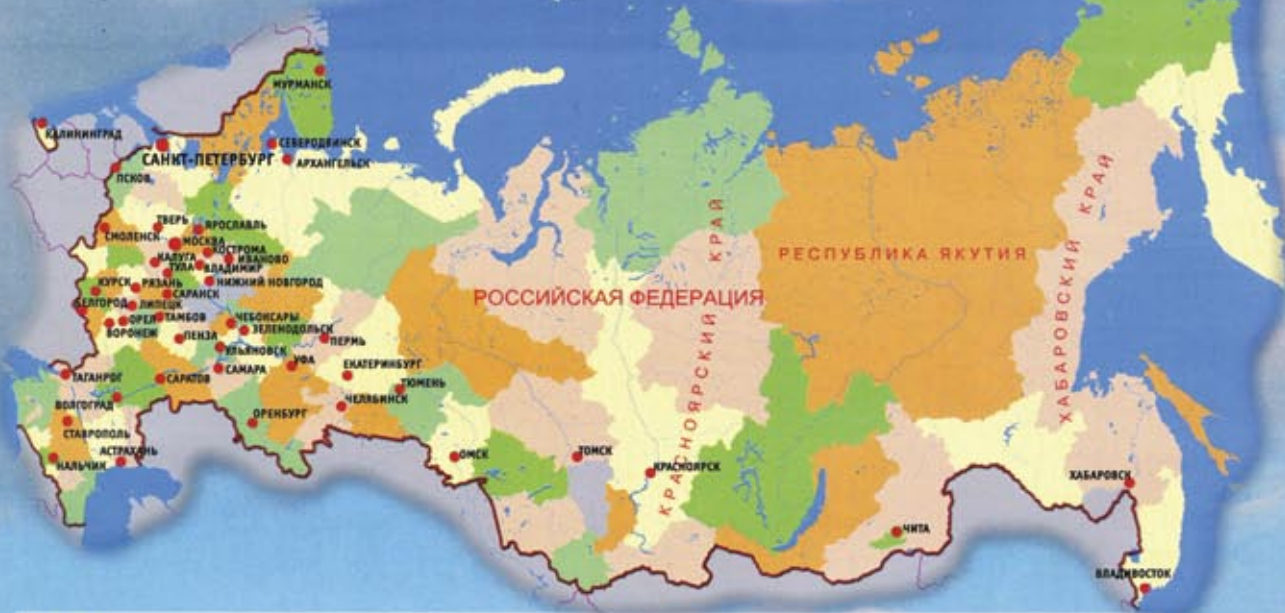 МУРМАНСК
КАЛИНИНГРАД
СЕВЕРОДВИНСК
САНКТ-ПЕТЕРБУРГ
АРХАНГЕЛЬСК
ПСКОВ
ТВЕРЬ
ЯРОСЛАВЛЬ
СМОЛЕНСК
МОСКВА
КОСТРОМА
КАЛУГА
ИВАНОВО
ТУЛА
ВЛАДИМИР
КУРСК
РЯЗАНЬ
НИЖНИЙ НОВГОРОД
САРАНСК
БЕЛГОРОД
ЛИПЕЦК
ОРЕЛ
ТАМБОВ
ЧЕБОКСАРЫ
ВОРОНЕЖ
ЗЕЛЕНОДОЛЬСК
ПЕНЗА
ПЕРМЬ
УЛЬЯНОВСК
УФА
ЕКАТЕРИНБУРГ
САМАРА
ТАГАНРОГ
САРАТОВ
ТЮМЕНЬ
ВОЛГОГРАД
ЧЕЛЯБИНСК
ОРЕНБУРГ
СТАВРОПОЛЬ
АСТРАХАНЬ
НАЛЬЧИК
ОМСК
ТОМСК
КРАСНОЯРСК
РОССИЙСКАЯ ФЕДЕРАЦИЯ
КРАСНОЯРСКИЙ КРАЙ
РЕСПУБЛИКА ЯКУТИЯ
ХАБАРОВСКИЙ КРАЙ
ХАБАРОВСК
ЧИТА
ВЛАДИВОСТОК